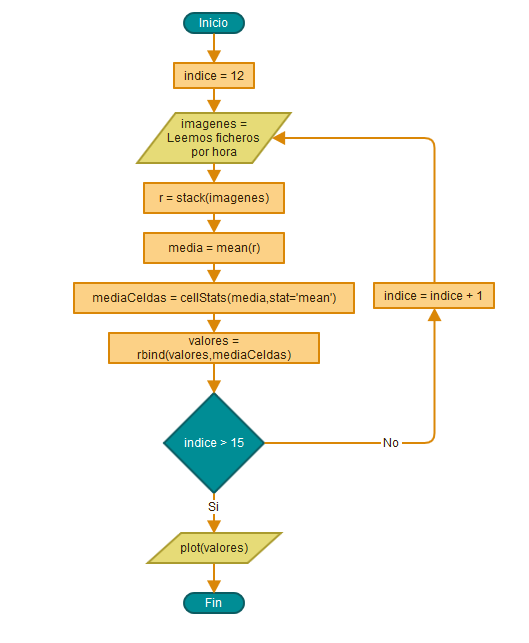 Inicio
indice = 12
imagenes =
Leemos ficheros
por hora
r = stack(imagenes)
media = mean(r)
mediaCeldas = cellStats(media,stat='mean')
indice = indice + 1
valores =
rbind(valores,mediaCeldas)
indice > 15
No
Si
plot(valores)
Fin